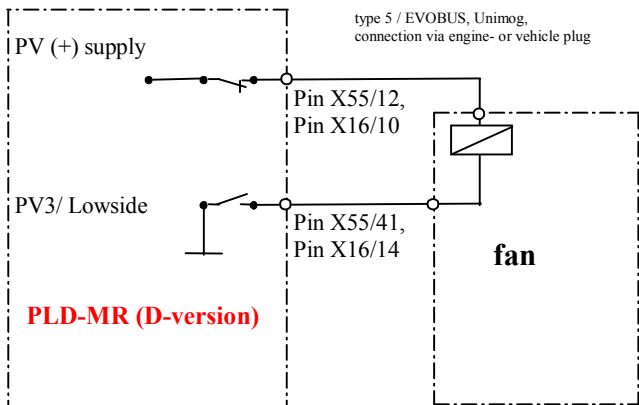 type 5 / EVOBUS, Unimog,
connection via engine- or vehicle plug
PV (+) supply
Pin X55/12,
Pin X16/10
PV3/ Lowside
Pin X55/41,
Pin X16/14
fan
PLD-MR (D-version)